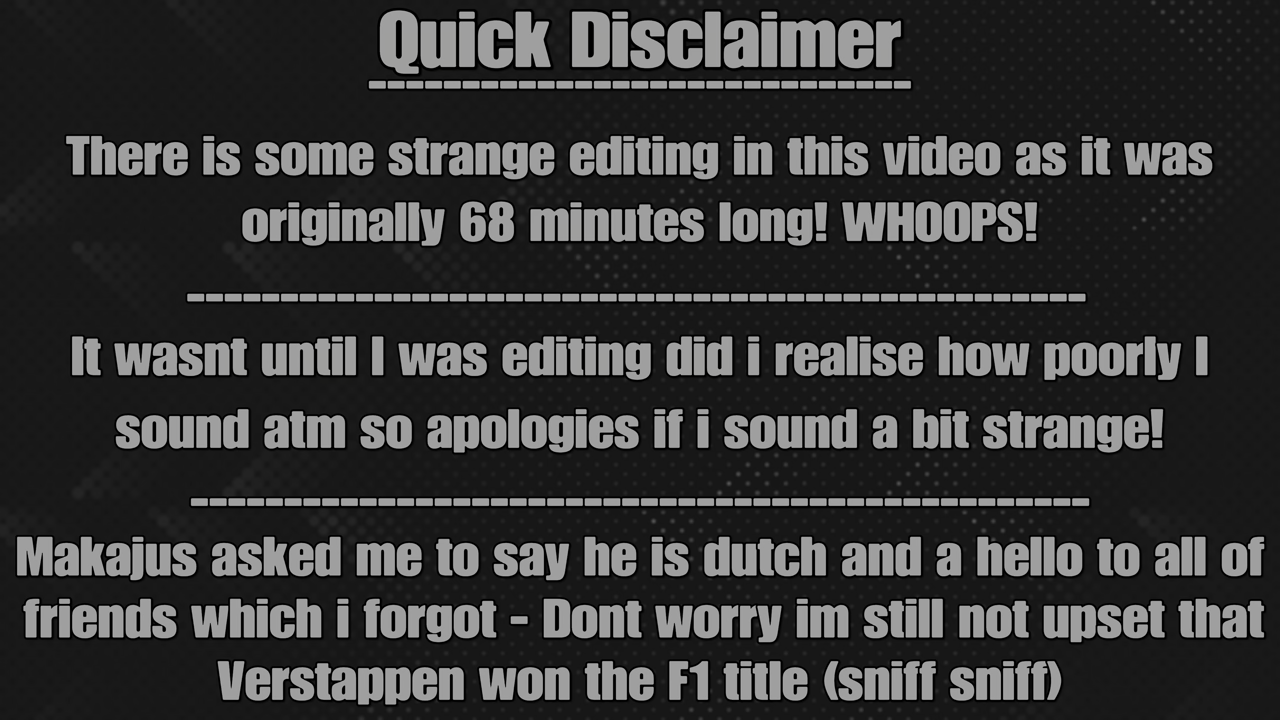 Quick Disclaimer
-----------------------------
There is some strange editing in this video as it was
originally 68 minutes long! WHOOPS!
------------------------------------------------
It wasnt until I was editing did i realise how poorly I
sound atm so apologies if i sound a bit strange!
------------------------------------------------
Makajus asked me to say he is dutch and a hello to all of
friends which i forgot - Dont worry im still not upset that
Verstappen won the F1 title (sniff sniff)